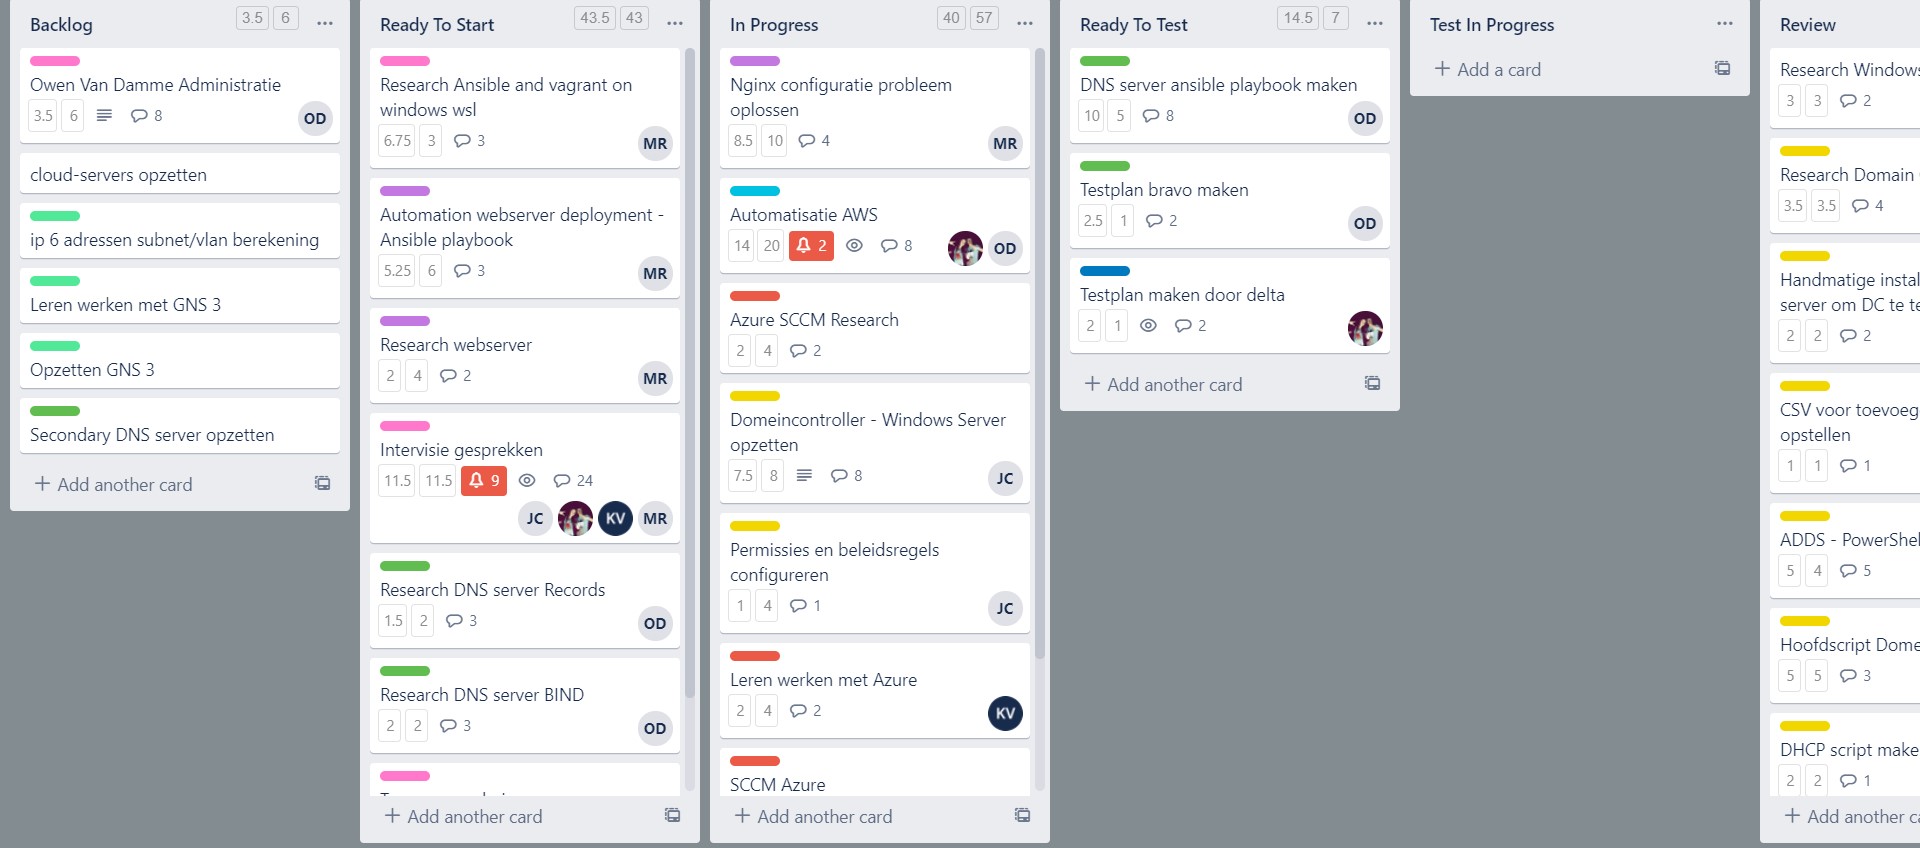 Backlog
3.5 6
Owen Van Damme Administratie
3.5 6 8
OD
cloud-servers opzetten
ip 6 adressen subnet/vlan berekening
Leren werken met GNS 3
Opzetten GNS 3
Secondary DNS server opzetten
+ Add another card
Ready To Start
43.5 43
Research Ansible and vagrant on
windows wsl
6.75 3 3
MR
Automation webserver deployment -
Ansible playbook
5.25 6 3
MR
Research webserver
2 4 2
MR
Intervisie gesprekken
11.5 11.5 9 24
JC KV MR
Research DNS server Records
1.5 2 3
OD
Research DNS server BIND
2 2 3
OD
+ Add another card
In Progress
40 57
Nginx configuratie probleem
oplossen
8.5 10 4
MR
Automatisatie AWS
14 20 2 8
OD
Azure SCCM Research
2 4 2
Domeincontroller - Windows Server
opzetten
7.5 8 8
JC
Permissies en beleidsregels
configureren
1 4 1
JC
Leren werken met Azure
2 4 2
KV
SCCM Azure
+ Add another card
Ready To Test
14.5 7
DNS server ansible playbook maken
10 5 8
OD
Testplan bravo maken
2.5 1 2
OD
Testplan maken door delta
2 1 2
+ Add another card
Test In Progress
+ Add a card
Review
Research Windows
3 3 2
Research Domain
3.5 3.5 4
Handmatige instal
server om DC te te
2 2 2
CSV voor toevoeg
opstellen
1 1 1
ADDS - PowerShel
5 4 5
Hoofdscript Dome
5 5 3
DHCP script make
2 2 1
+ Add another ca